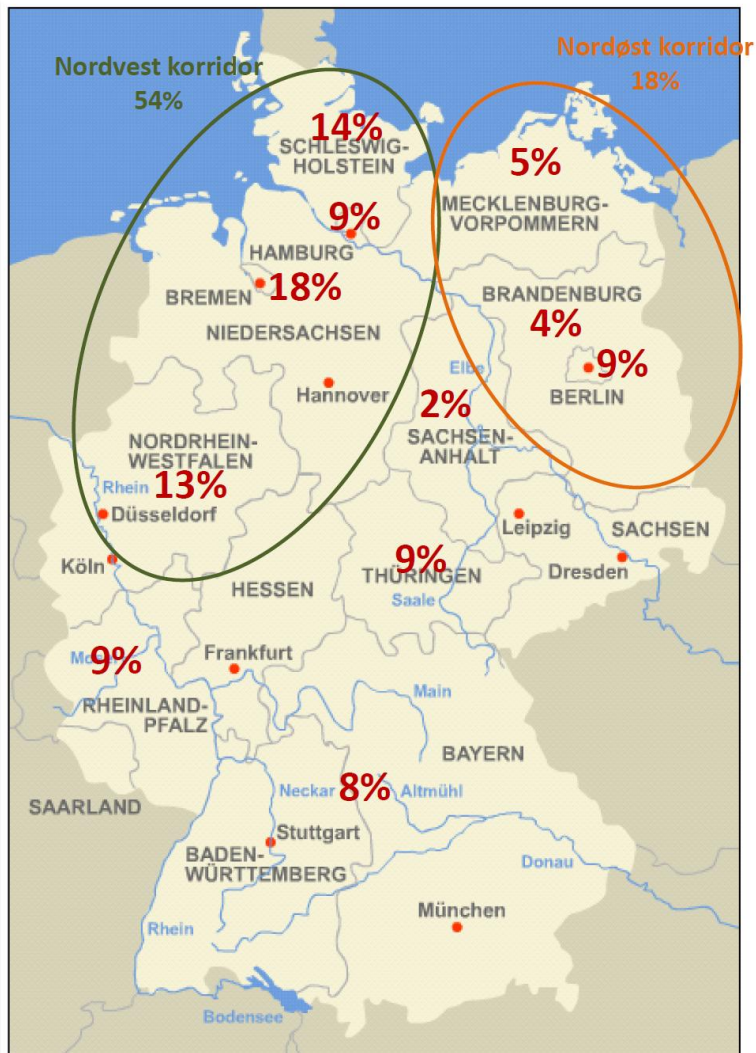 Nordvest korridor
54%
Nordøst korridor
18%
14%
SCHLESWIG-
HOLSTEIN
5%
MECKLENBURG-
VORPOMMERN
9%
HAMBURG
BREMEN
18%
BRANDENBURG
4%
NIEDERSACHSEN
Elbe
9%
BERLIN
Hannover
2%
SACHSEN-
ANHALT
NORDRHEIN-
WESTFALEN
Rhein
13%
Düsseldorf
Leipzig
SACHSEN
Köln
9%
THÜRINGEN
Dresden
HESSEN
Saale
Frankfurt
9%
Main
RHEINLAND-
PFALZ
BAYERN
SAARLAND
Neckar
8%
Altmühl
Stuttgart
BADEN-
WÜRTTEMBERG
Donau
München
Rhein
Bodensee